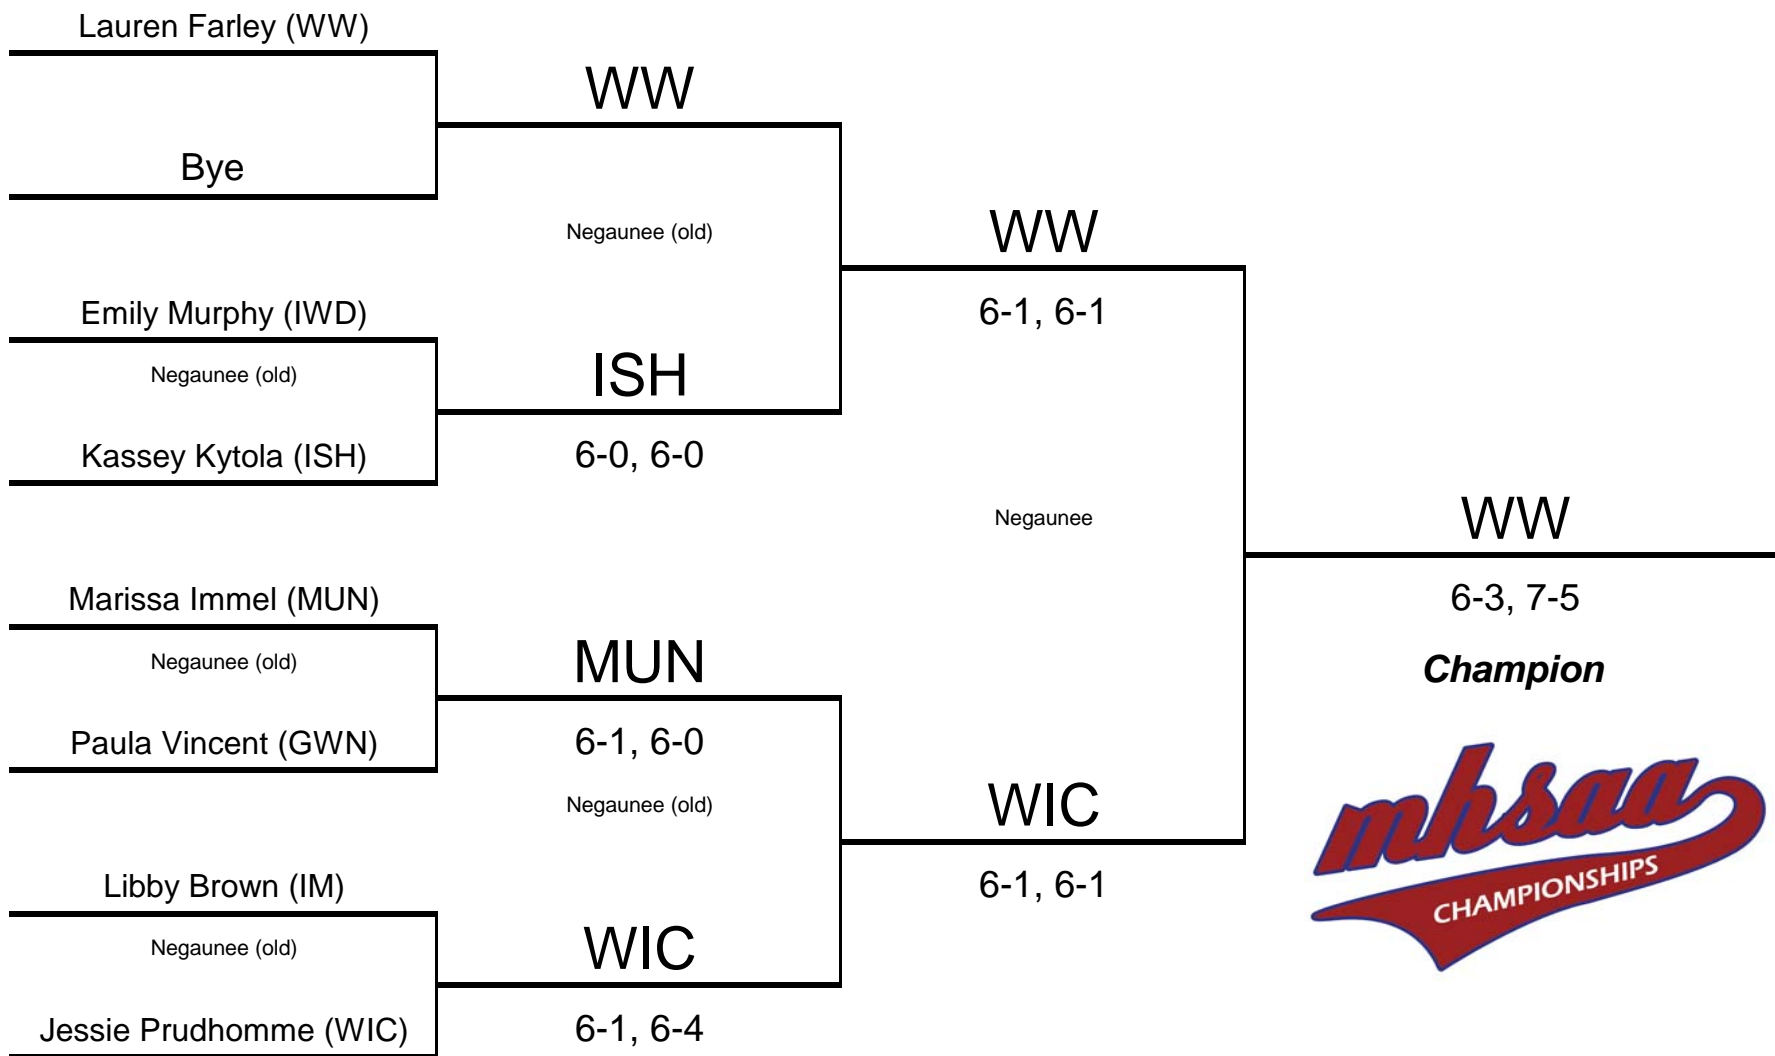 Lauren Farley (WW)
WW
Bye
Negaunee (old)
WW
Emily Murphy (IWD)
6-1, 6-1
Negaunee (old)
ISH
Kassey Kytola (ISH)
6-0, 6-0
Negaunee
WW
Marissa Immel (MUN)
6-3, 7-5
Negaunee (old)
MUN
Champion
Paula Vincent (GWN)
6-1, 6-0
Negaunee (old)
WIC
mhsaa
CHAMPIONSHIPS
Libby Brown (IM)
6-1, 6-1
Negaunee (old)
WIC
Jessie Prudhomme (WIC)
6-1, 6-4